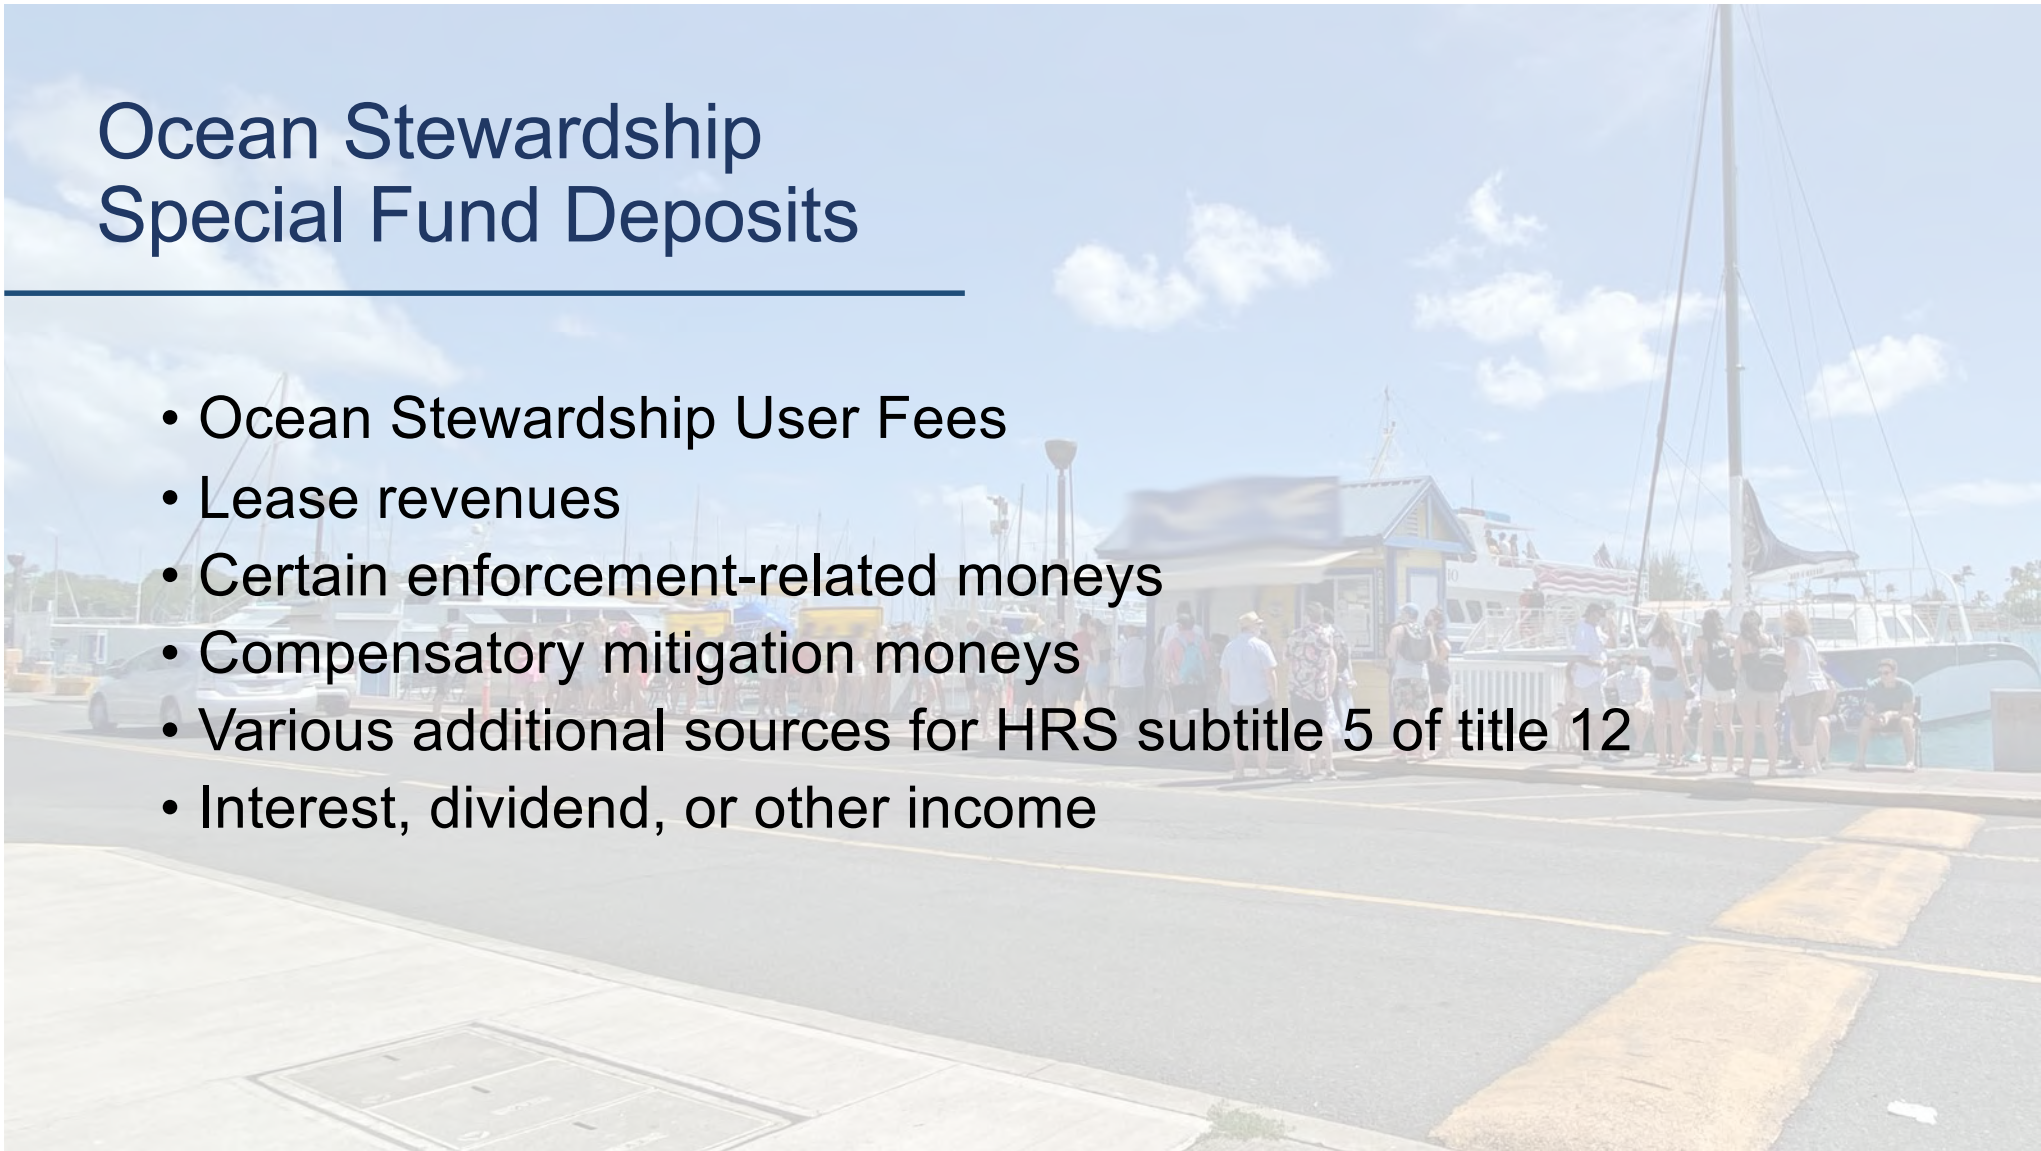 Ocean Stewardship
Special Fund Deposits
• Ocean Stewardship User Fees
• Lease revenues
• Certain enforcement-related moneys
• Compensatory mitigation moneys
• Various additional sources for HRS subtitle 5 of title 12
• Interest, dividend, or other income